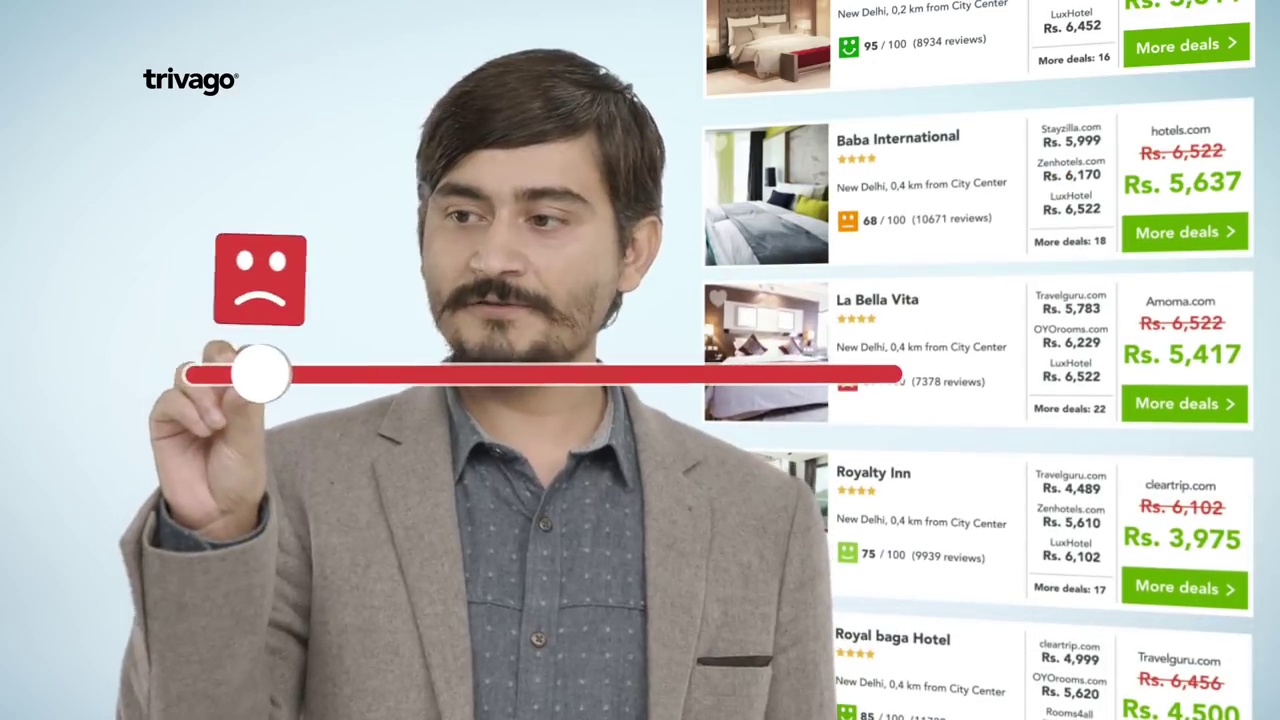 trivago®
New Delhi, 0,2 km from City Center
95 / 100 (8934 reviews)
LuxHotel
Rs. 6,452
More deals: 16
More deals >
Baba International
New Delhi, 0,4 km from City Center
68 / 100 (10671 reviews)
Stayzilla.com
Rs. 5,999
Zenhotels.com
Rs. 6,170
LuxHotel
Rs. 6,522
More deals: 18
hotels.com
Rs. 6,522
Rs. 5,637
More deals >
La Bella Vita
New Delhi, 0,4 km from City Center
(7378 reviews)
Travelguru.com
Rs. 5,783
OYOrooms.com
Rs. 6,229
LuxHotel
Rs. 6,522
More deals: 22
Amoma.com
Rs. 6,522
Rs. 5,417
More deals >
Royalty Inn
New Delhi, 0,4 km from City Center
75 / 100 (9939 reviews)
Travelguru.com
Rs. 4,489
Zenhotels.com
Rs. 5,610
LuxHotel
Rs. 6,102
More deals: 17
cleartrip.com
Rs. 6,102
Rs. 3,975
More deals >
Royal baga Hotel
New Delhi, 0,4 km from City Center
85 / 100
cleartrip.com
Rs. 4,999
OYOrooms.com
Rs. 5,620
Rooms4all
Travelguru.com
Rs. 6,456
Rs. 4,500